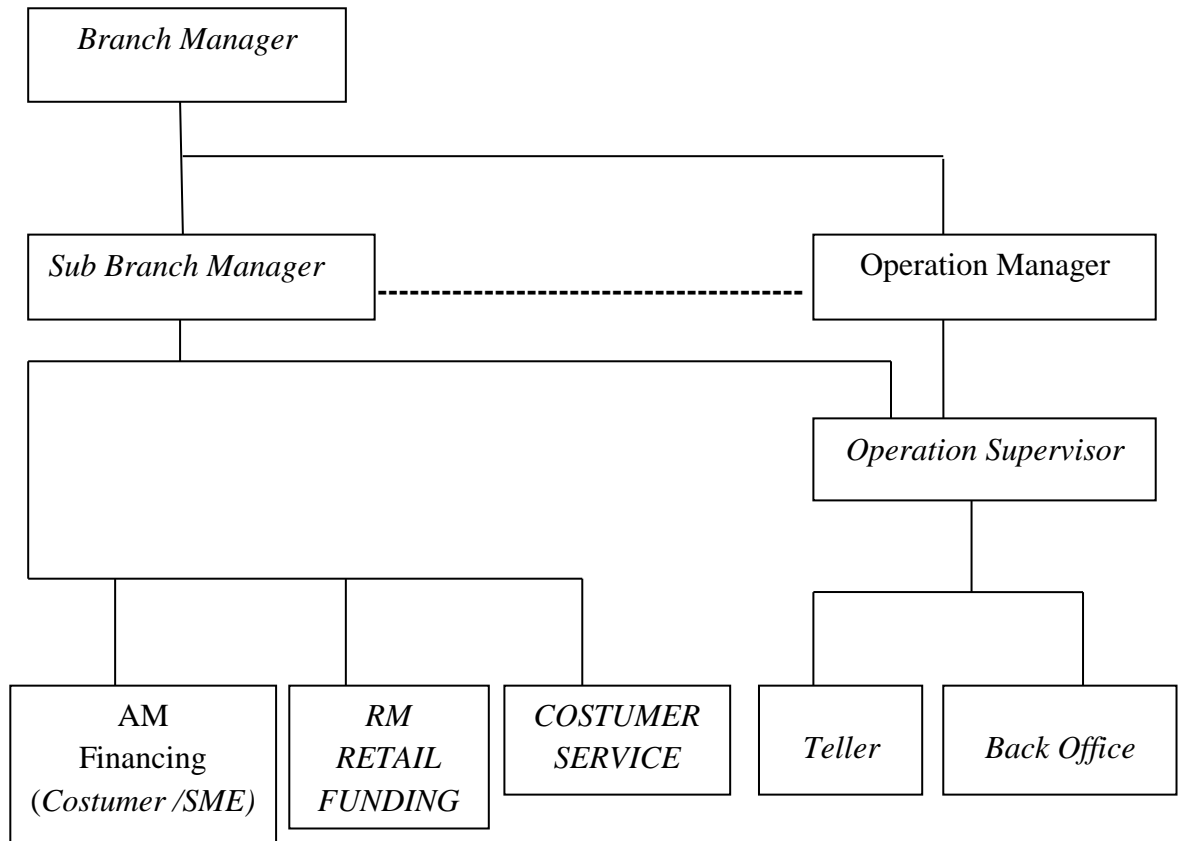 Branch Manager
Sub Branch Manager
Operation Manager
Operation Supervisor
AM
Financing
(Costumer /SME)
RM
RETAIL
FUNDING
COSTUMER
SERVICE
Teller
Back Office